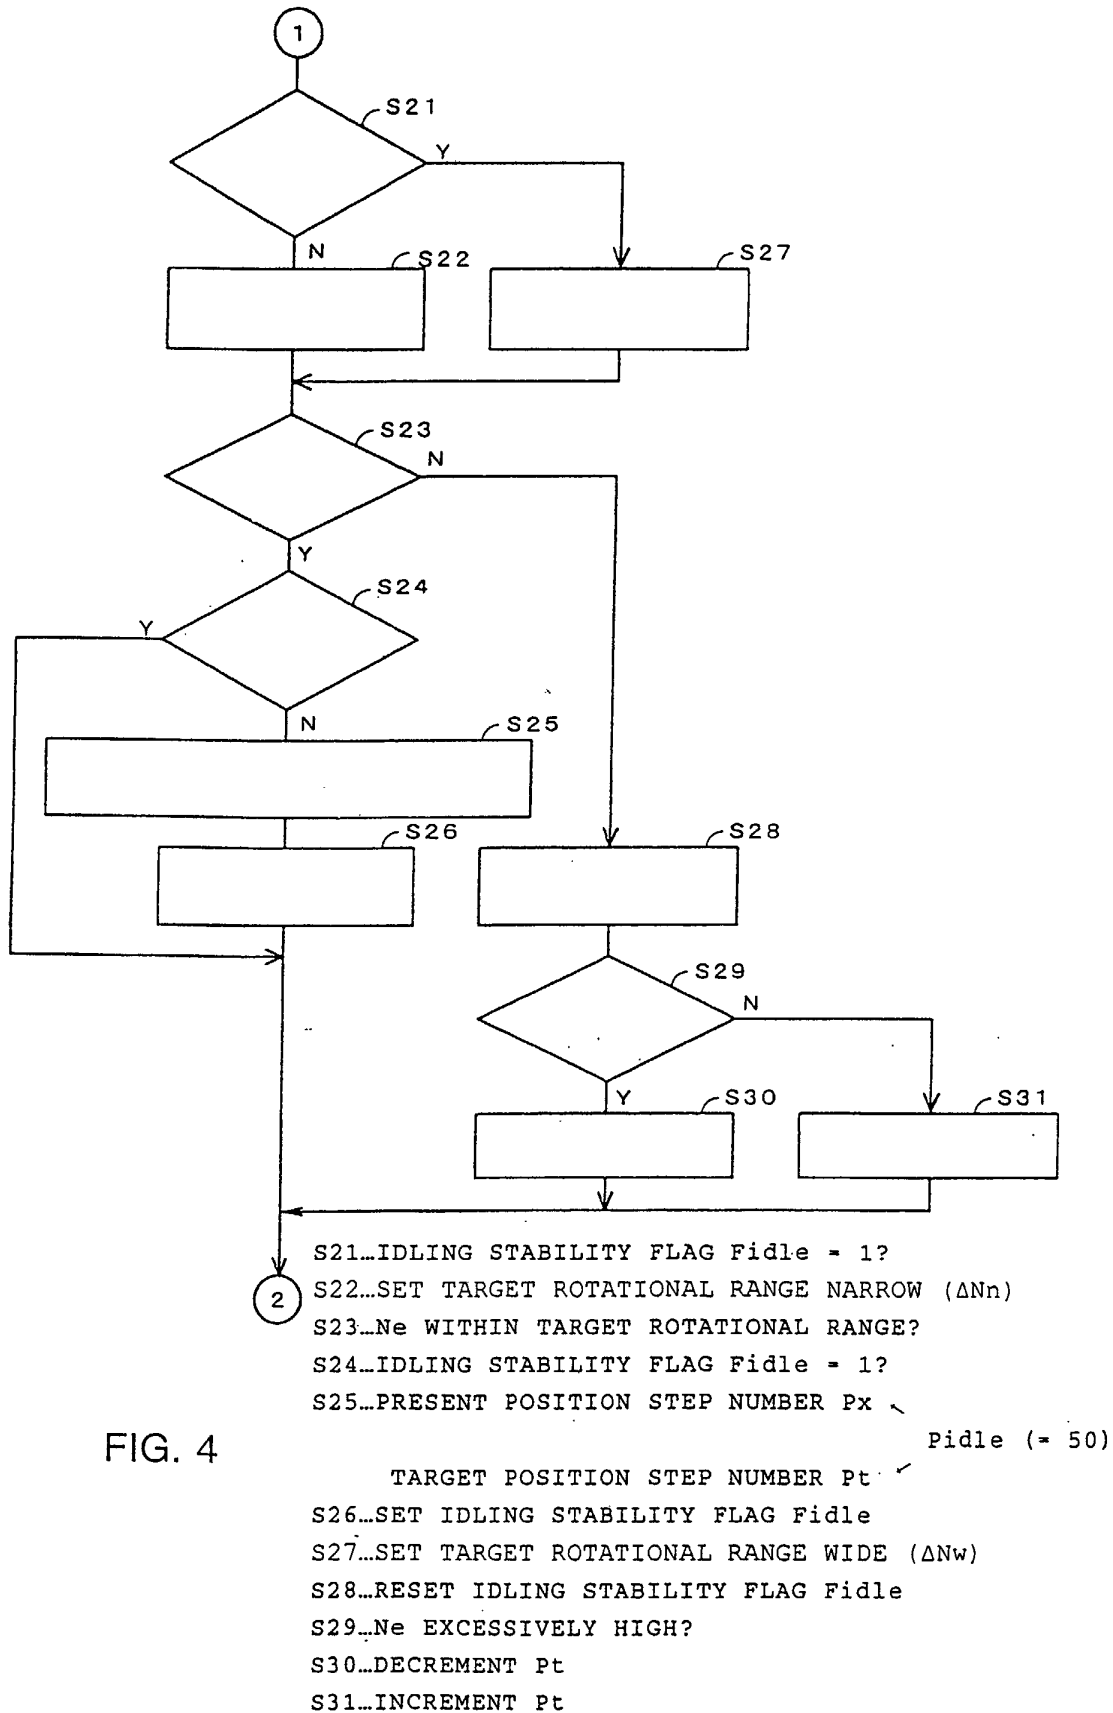 1
S21
Y
N
S22
S27
S23
N
Y
S24
Y
N
S25
S26
S28
S29
N
Y
S30
S31
2
S21…IDLING STABILITY FLAG Fidle = 1?
S22…SET TARGET ROTATIONAL RANGE NARROW (ΔNn)
S23…Ne WITHIN TARGET ROTATIONAL RANGE?
S24…IDLING STABILITY FLAG Fidle = 1?
S25…PRESENT POSITION STEP NUMBER Px
Pidle (= 50)
FIG. 4
TARGET POSITION STEP NUMBER Pt
S26…SET IDLING STABILITY FLAG Fidle
S27…SET TARGET ROTATIONAL RANGE WIDE (ΔNw)
S28…RESET IDLING STABILITY FLAG Fidle
S29…Ne EXCESSIVELY HIGH?
S30…DECREMENT Pt
S31…INCREMENT Pt